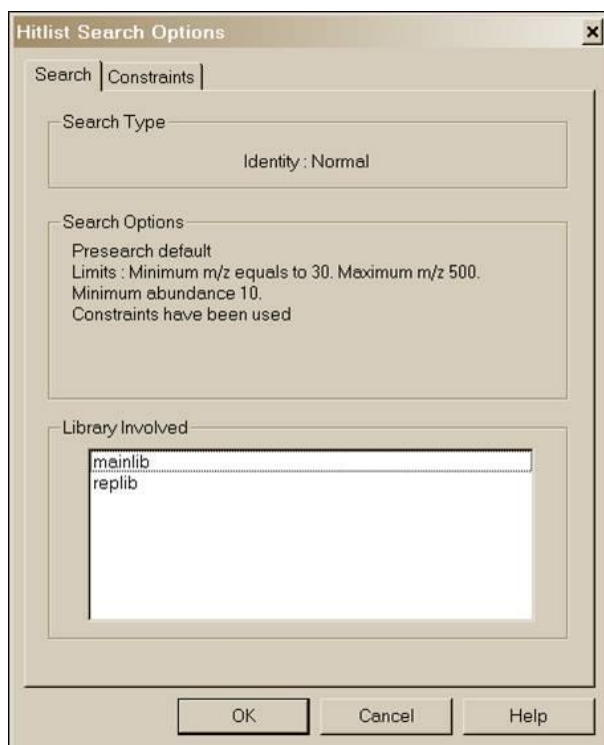 Hitlist Search Options
Search
Constraints
Search Type
Identity : Normal
Search Options
Presearch default
Limits : Minimum m/z equals to 30. Maximum m/z 500.
Minimum abundance 10.
Constraints have been used
Library Involved
mainlib
replib
OK
Cancel
Help